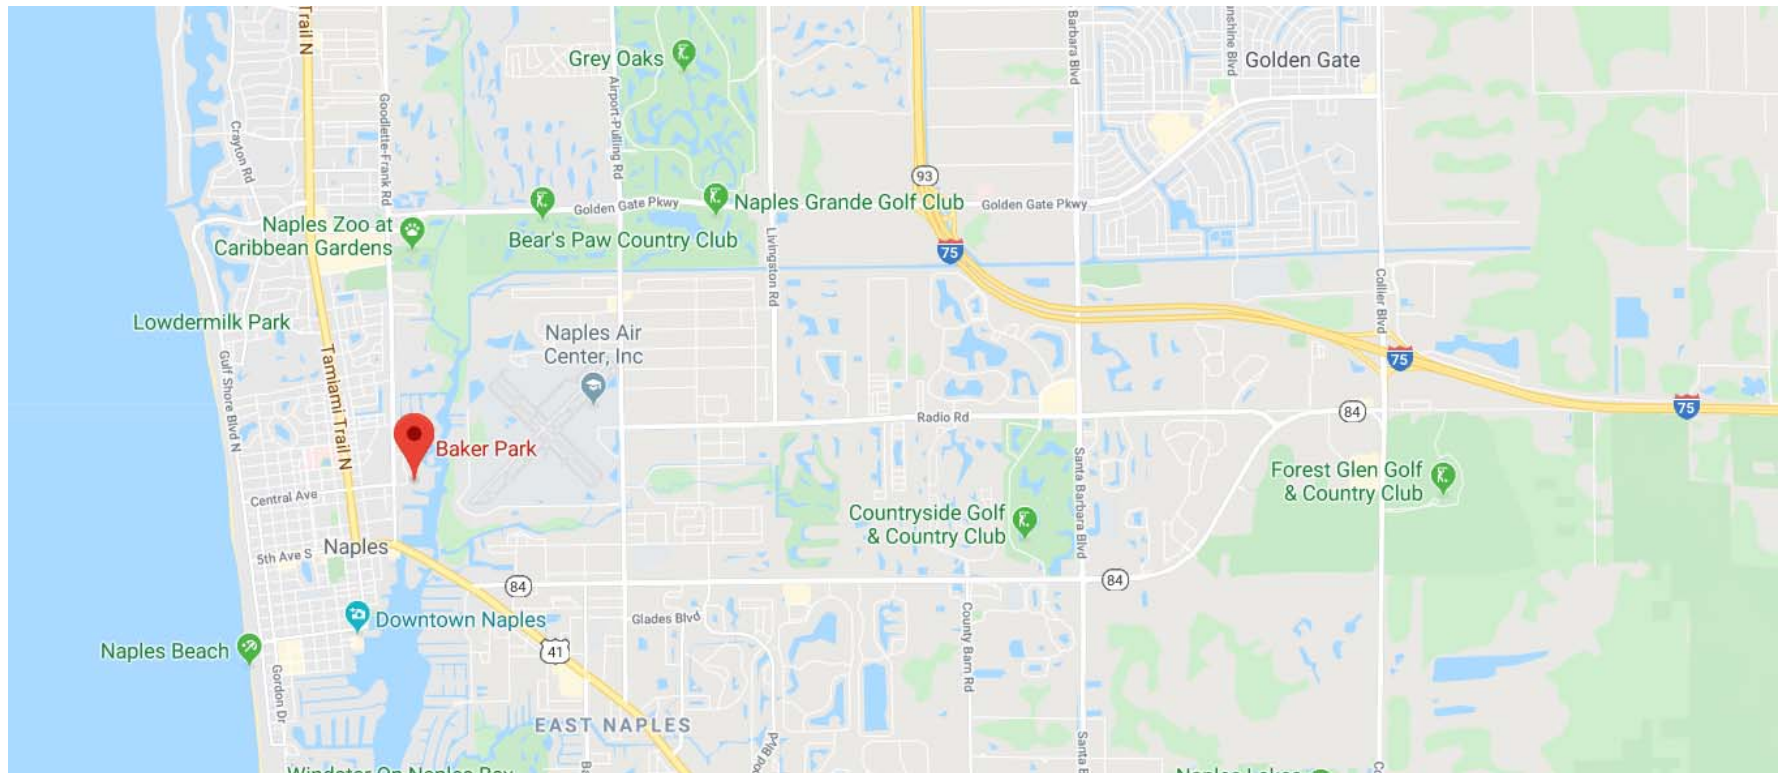 Trail N
Goodlette-Frank Rd
Crayton Rd
Grey Oaks
Airport-Pulling Rd
Barbara Blvd
Golden Gate
93
Naples Zoo at
Caribbean Gardens
Golden Gate Pkwy
Naples Grande Golf Club
Golden Gate Pkwy
Bear's Paw Country Club
Livingston Rd
75
Collier Blvd
Lowdermilk Park
Naples Air
Center, Inc
Gulf Shore Blvd N
Tamiami Trail N
75
75
84
Radio Rd
Baker Park
Santa Barbara Blvd
Forest Glen Golf
& Country Club
Central Ave
Countryside Golf
& Country Club
5th Ave S
Naples
84
84
Downtown Naples
Glades Blvd
County Barn Rd
Naples Beach
41
Gordon Dr
EAST NAPLES